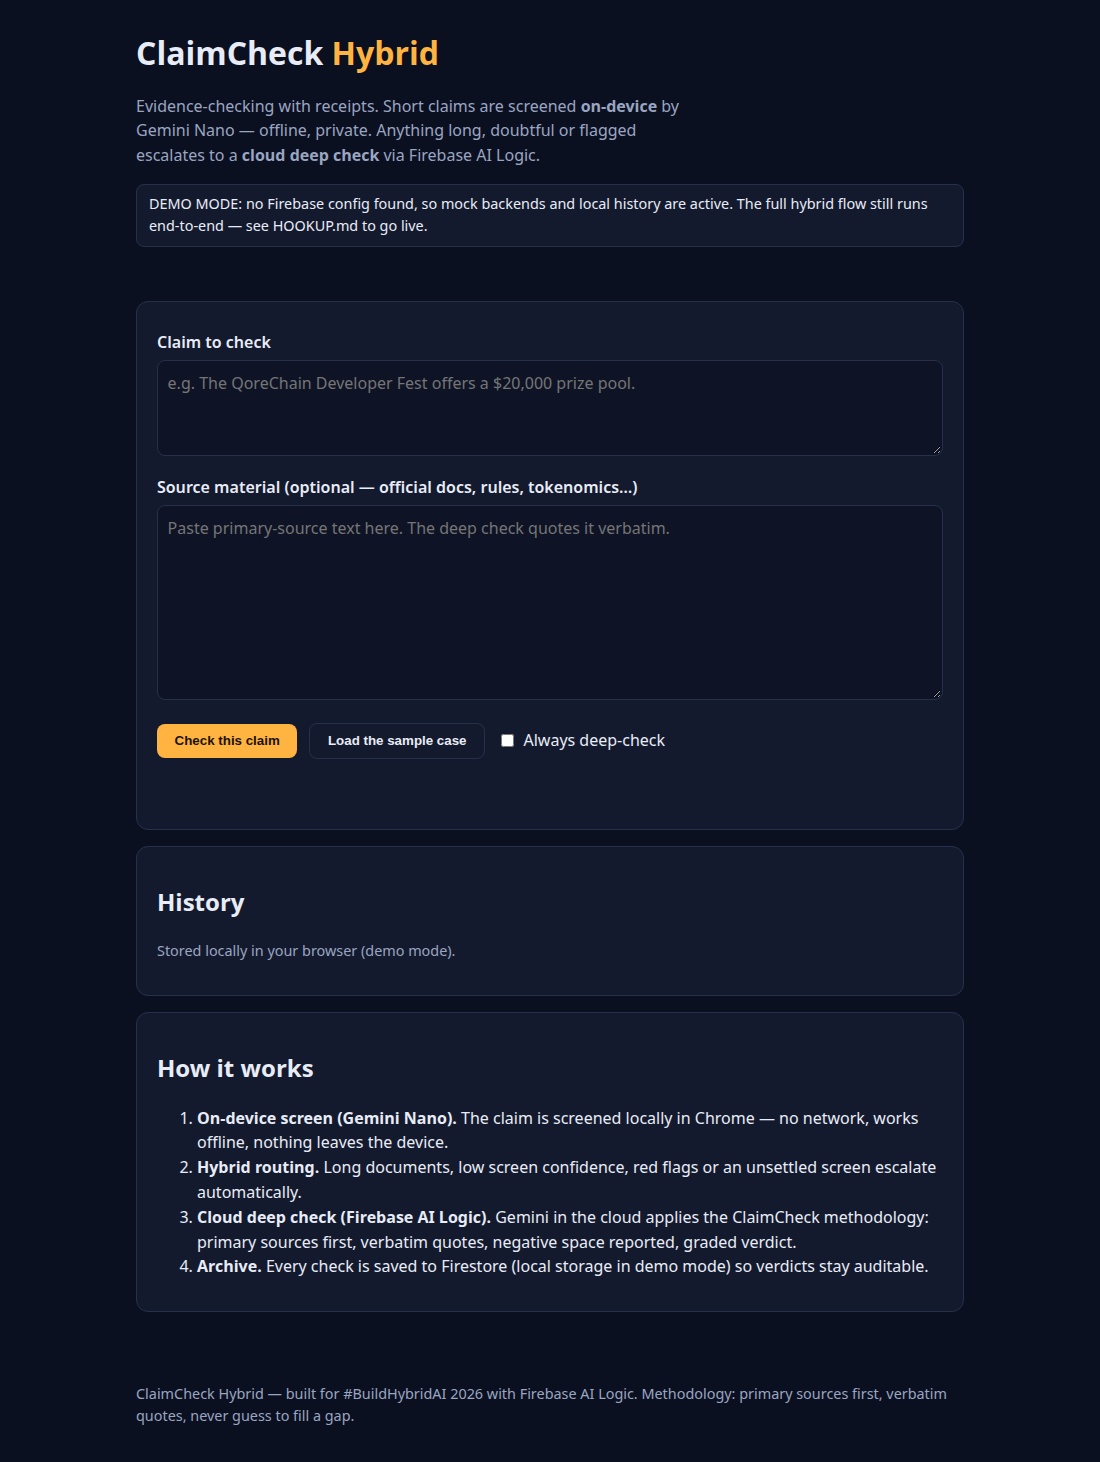 ClaimCheck Hybrid
Evidence-checking with receipts. Short claims are screened on-device by
Gemini Nano — offline, private. Anything long, doubtful or flagged
escalates to a cloud deep check via Firebase AI Logic.
DEMO MODE: no Firebase config found, so mock backends and local history are active. The full hybrid flow still runs
end-to-end — see HOOKUP.md to go live.
Claim to check
e.g. The QoreChain Developer Fest offers a $20,000 prize pool.
Source material (optional — official docs, rules, tokenomics...)
Paste primary-source text here. The deep check quotes it verbatim.
Check this claim
Load the sample case
Always deep-check
History
Stored locally in your browser (demo mode).
How it works
1. On-device screen (Gemini Nano). The claim is screened locally in Chrome — no network, works
offline, nothing leaves the device.
2. Hybrid routing. Long documents, low screen confidence, red flags or an unsettled screen escalate
automatically.
3. Cloud deep check (Firebase AI Logic). Gemini in the cloud applies the ClaimCheck methodology:
primary sources first, verbatim quotes, negative space reported, graded verdict.
4. Archive. Every check is saved to Firestore (local storage in demo mode) so verdicts stay auditable.
ClaimCheck Hybrid — built for #BuildHybridAI 2026 with Firebase AI Logic. Methodology: primary sources first, verbatim
quotes, never guess to fill a gap.